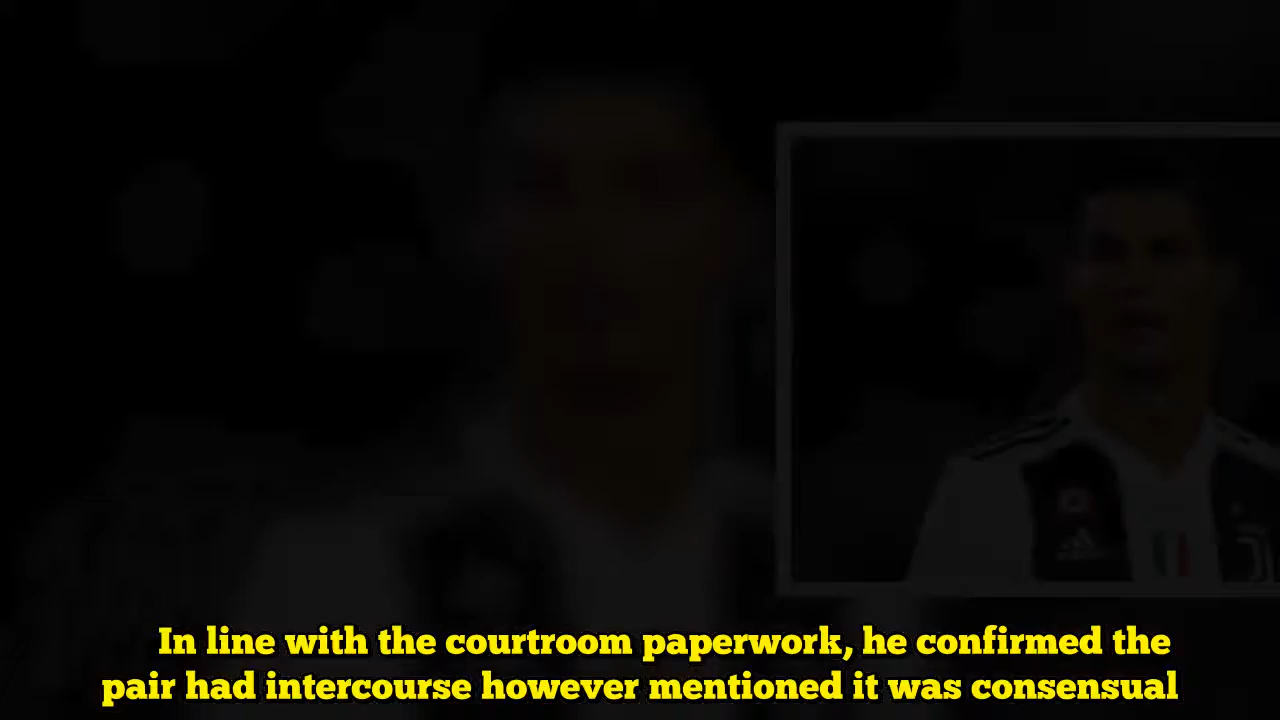 In line with the courtroom paperwork, he confirmed the
pair had intercourse however mentioned it was consensual